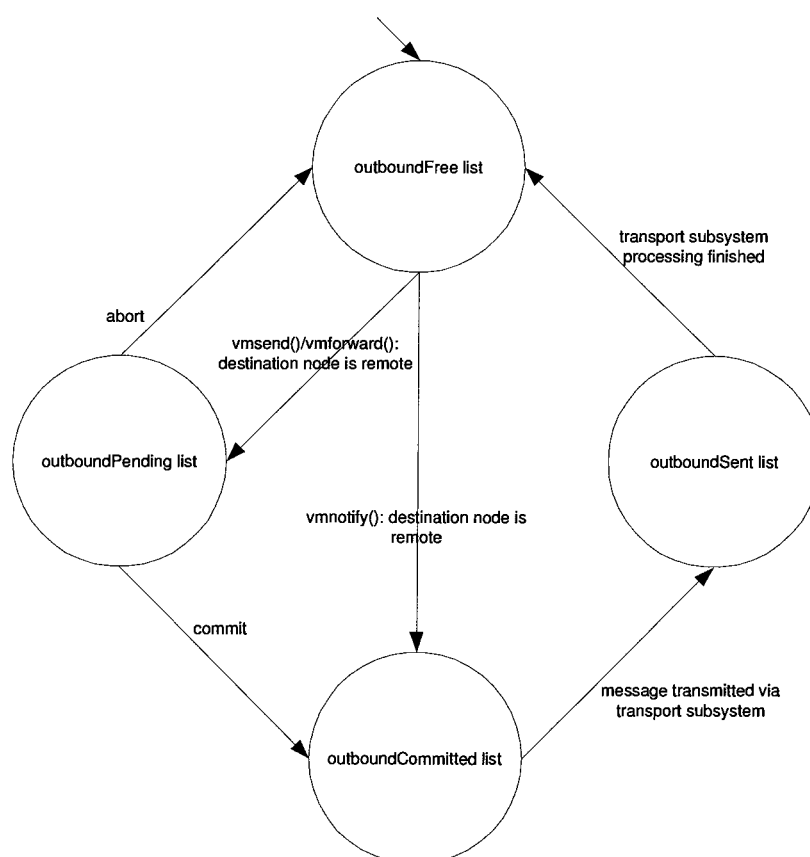 outboundFree list
transport subsystem
processing finished
abort
vmsend()/vmforward():
destination node is remote
outboundPending list
outboundSent list
vmnotify(): destination node is
remote
commit
message transmitted via
transport subsystem
outboundCommitted list